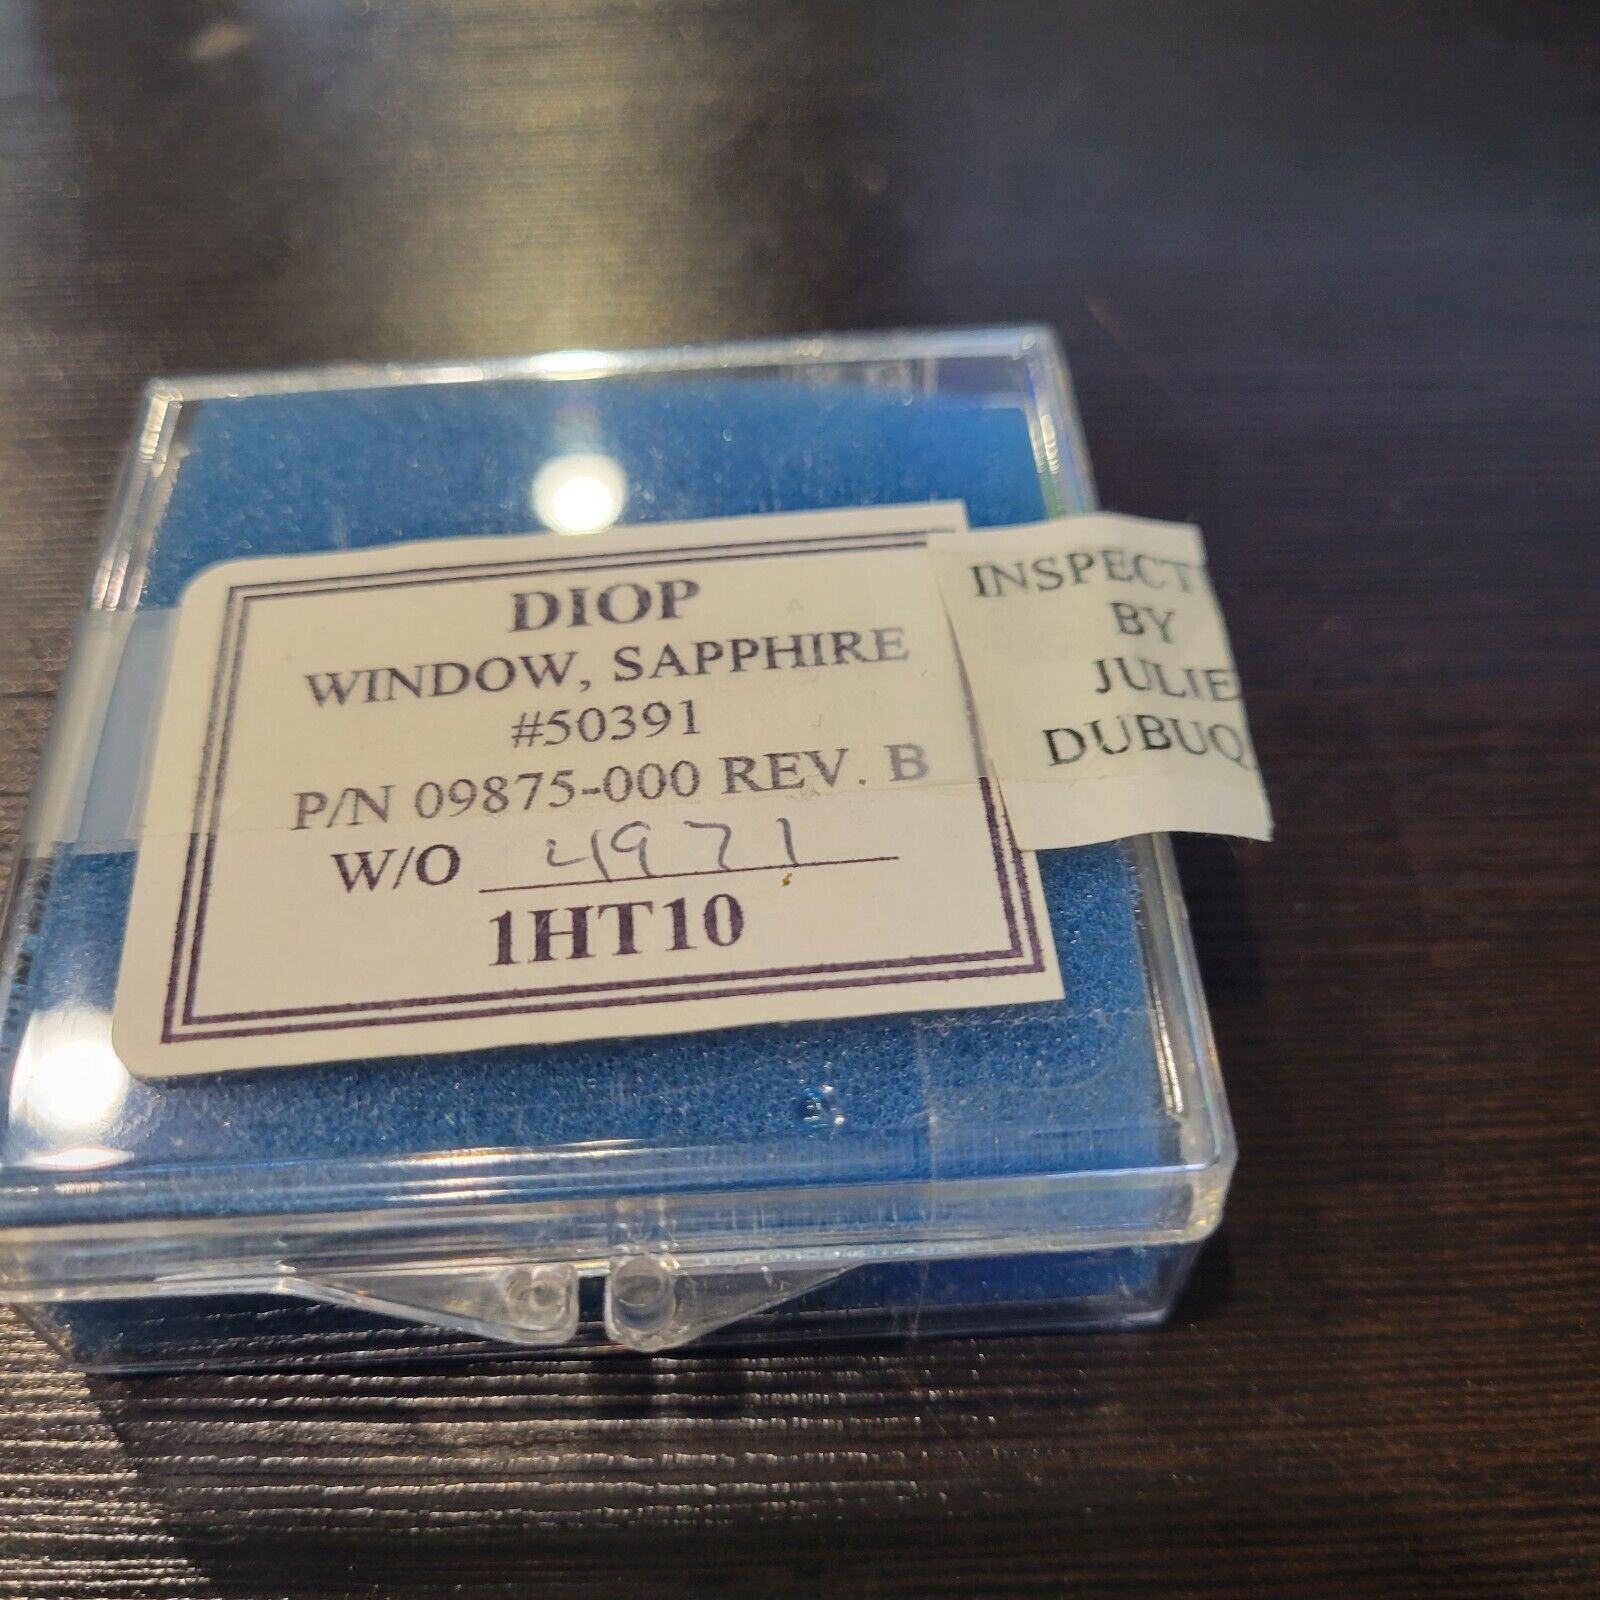 DIOP
WINDOW, SAPPHIRE
#50391
P/N 09875-000 REV. B
W/O 4971
1HT10
INSPECT
BY
JULIE
DUBUQ